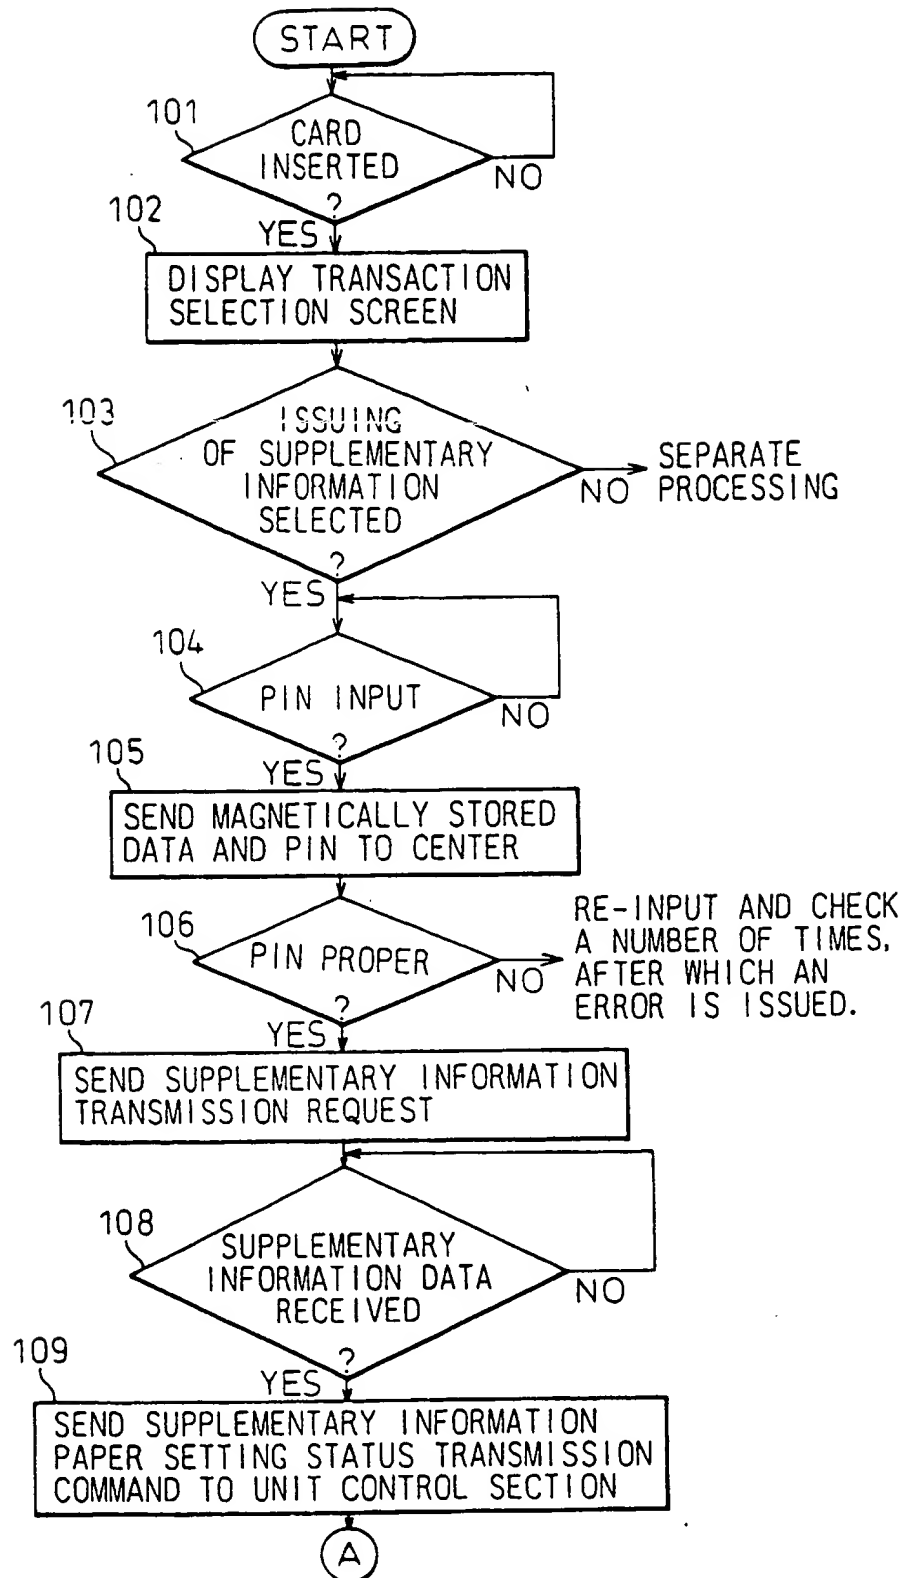 START
101
CARD
INSERTED
?
NO
YES
102
DISPLAY TRANSACTION
SELECTION SCREEN
103
ISSUING
OF SUPPLEMENTARY
INFORMATION
SELECTED
?
NO
SEPARATE
PROCESSING
YES
104
PIN INPUT
?
NO
YES
105
SEND MAGNETICALLY STORED
DATA AND PIN TO CENTER
106
PIN PROPER
?
NO
RE-INPUT AND CHECK
A NUMBER OF TIMES,
AFTER WHICH AN
ERROR IS ISSUED.
YES
107
SEND SUPPLEMENTARY INFORMATION
TRANSMISSION REQUEST
108
SUPPLEMENTARY
INFORMATION DATA
RECEIVED
?
NO
YES
109
SEND SUPPLEMENTARY INFORMATION
PAPER SETTING STATUS TRANSMISSION
COMMAND TO UNIT CONTROL SECTION
A